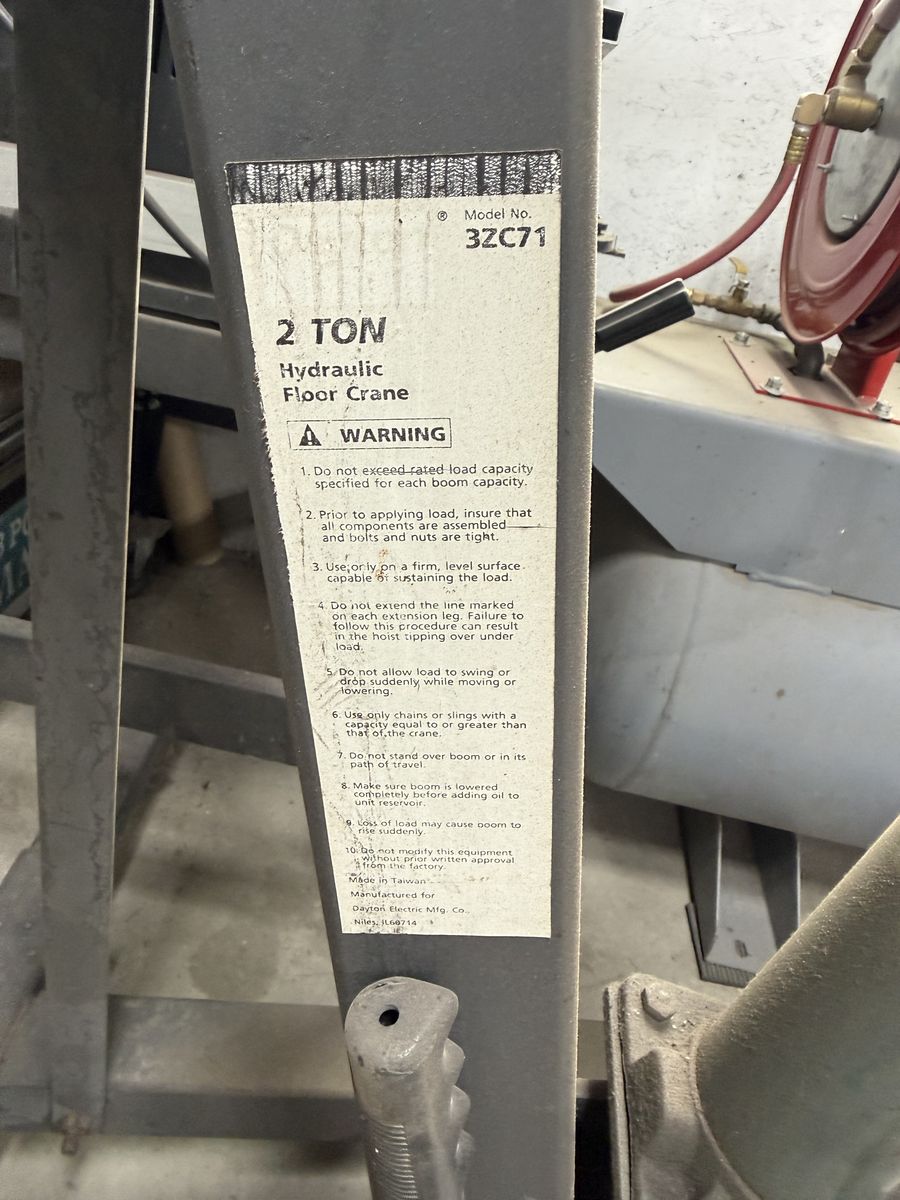 ® Model No.
3ZC71
2 TON
Hydraulic
Floor Crane
WARNING
1. Do not exceed rated load capacity
specified for each boom capacity.
2. Prior to applying load, insure that
all components are assembled
and bolts and nuts are tight.
3. Use only on a firm, level surface
capable of sustaining the load.
4. Do not extend the line marked
on each extension leg. Failure to
follow this procedure can result
in the hoist tipping over under
load.
5. Do not allow load to swing or
drop suddenly while moving or
lowering.
6. Use only chains or slings with a
capacity equal to or greater than
that of the crane.
7. Do not stand over boom or in its
path of travel.
8. Make sure boom is lowered
completely before adding oil to
unit reservoir.
9. Loss of load may cause boom to
rise suddenly.
10. Do not modify this equipment
without prior written approval
from the factory.
Made in Taiwan
Manufactured for
Dayton Electric Mfg. Co.
Niles, IL 60714